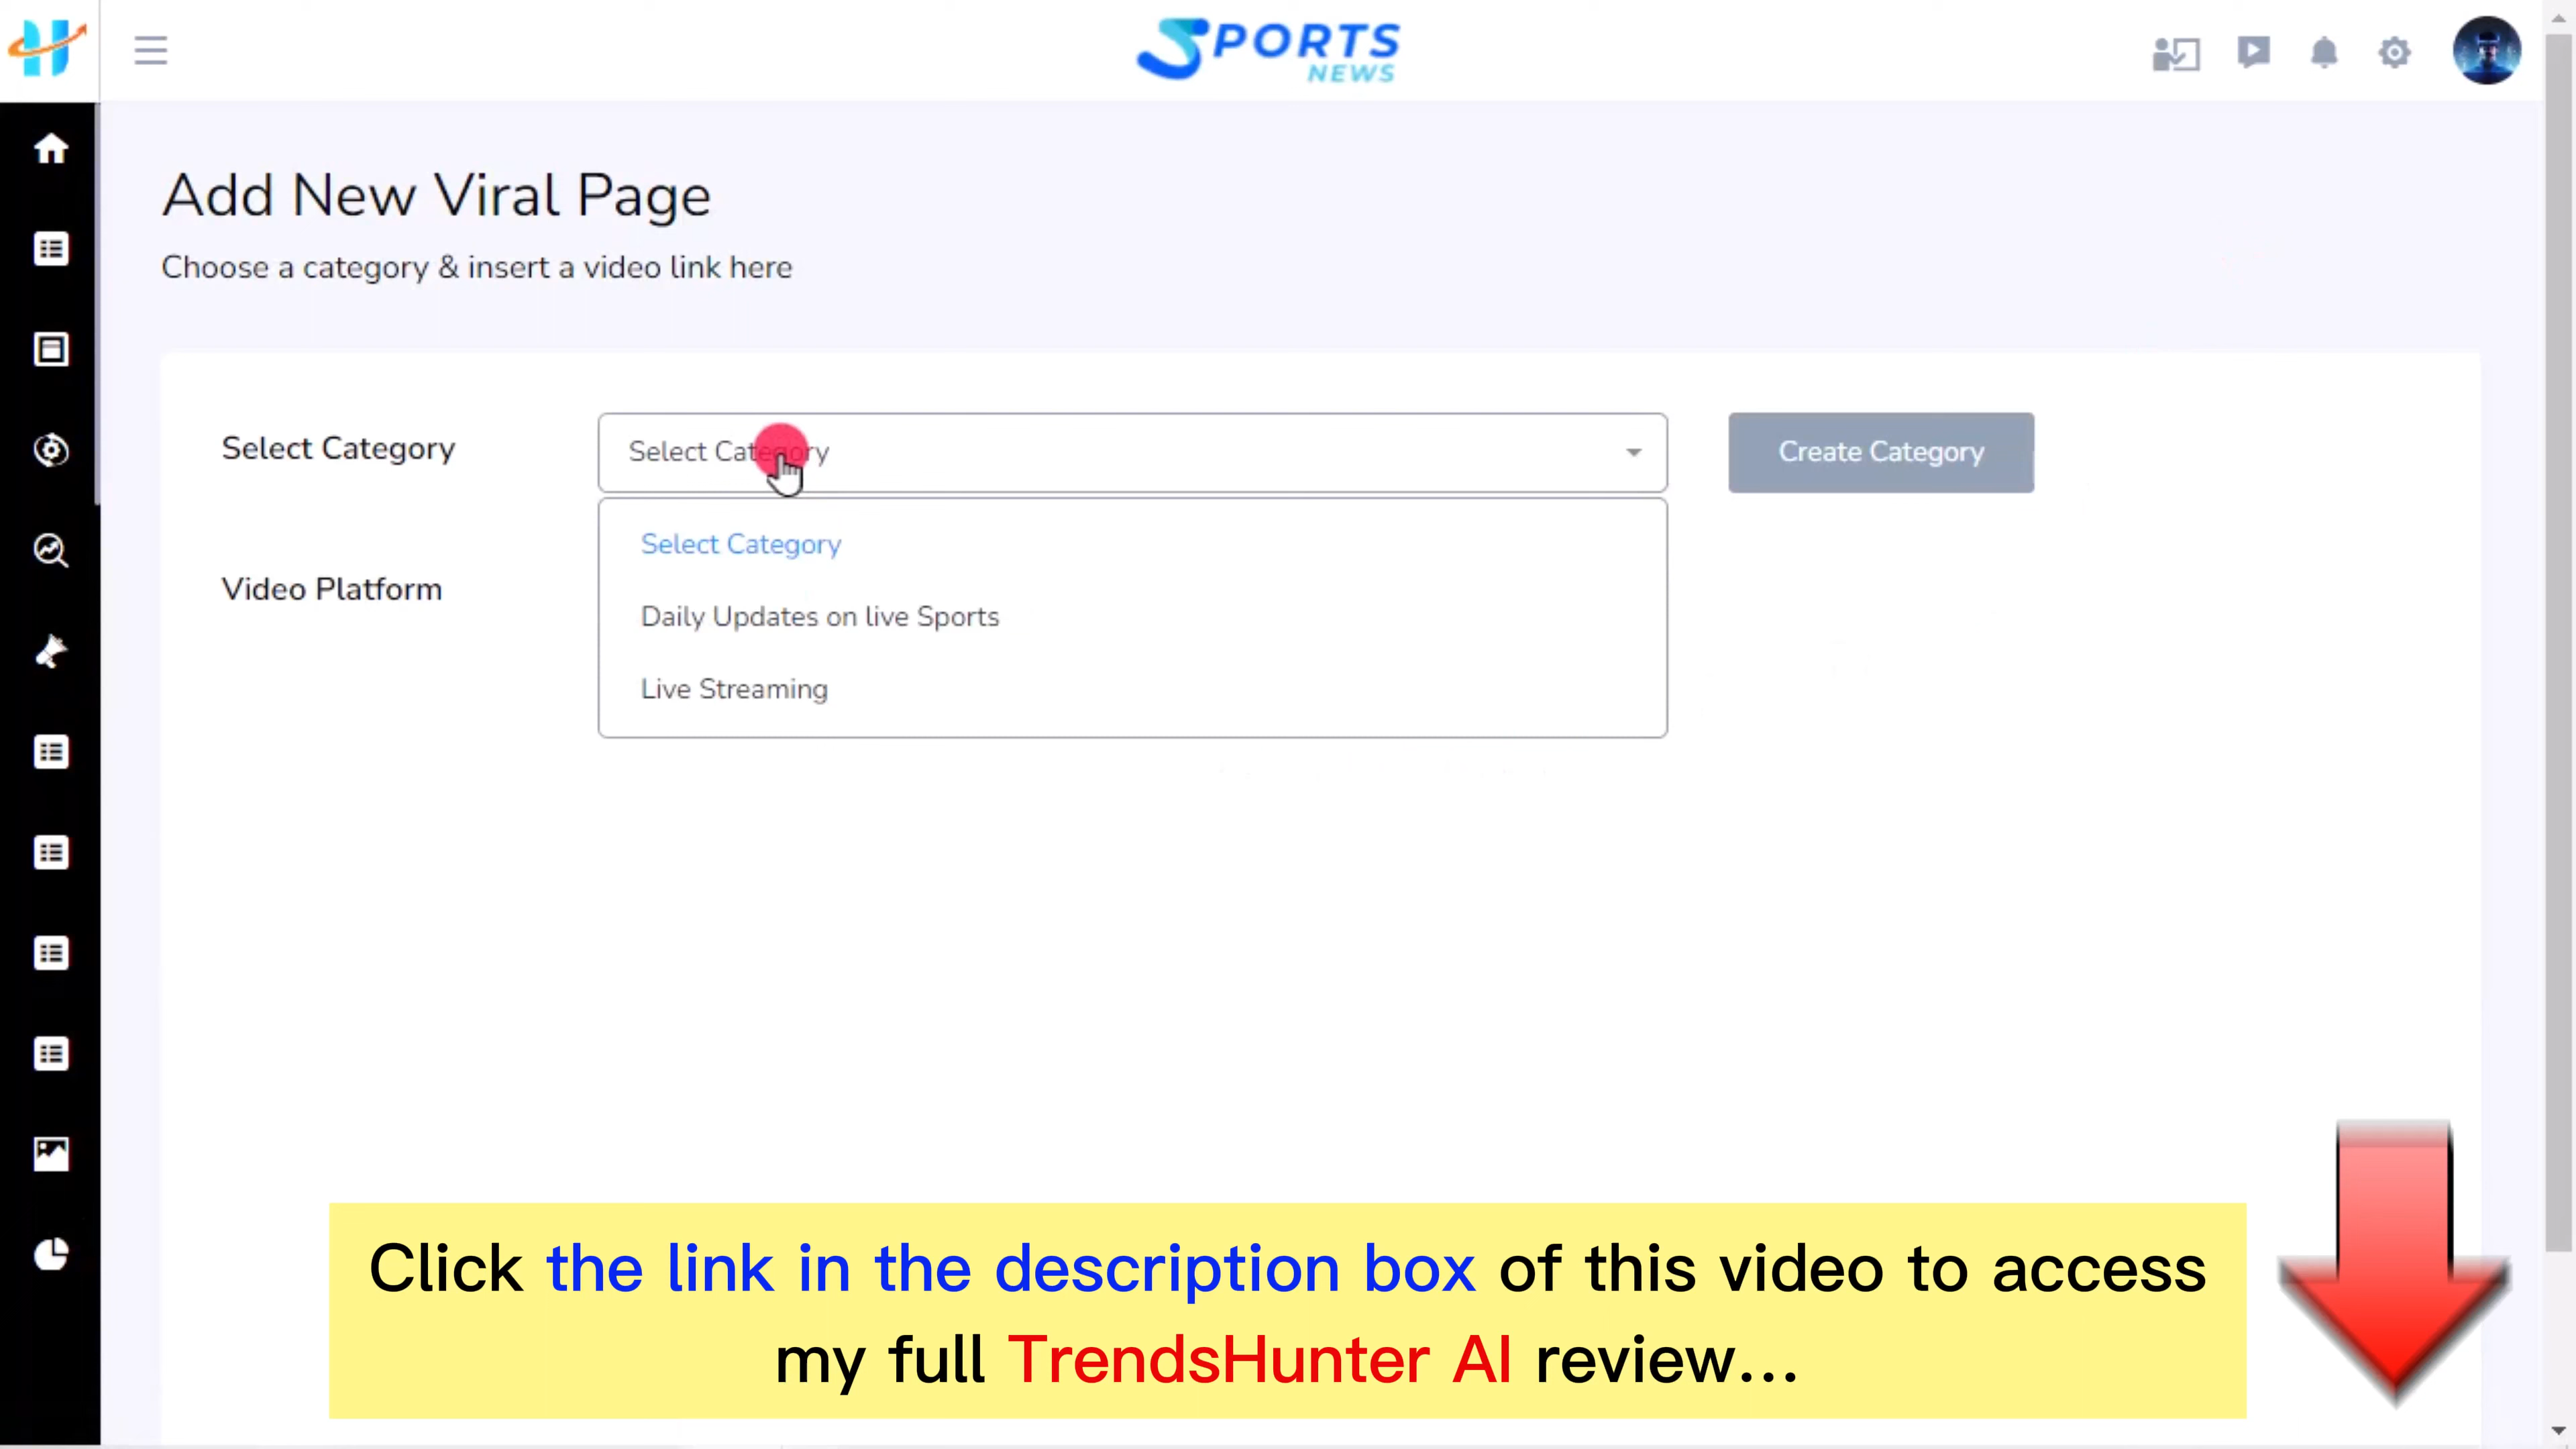 SPORTS
NEWS
Add New Viral Page
Choose a category & insert a video link here
Select Category
Select Category
Create Category
Select Category
Video Platform
Daily Updates on live Sports
Live Streaming
Click the link in the description box of this video to access
my full TrendsHunter AI review...